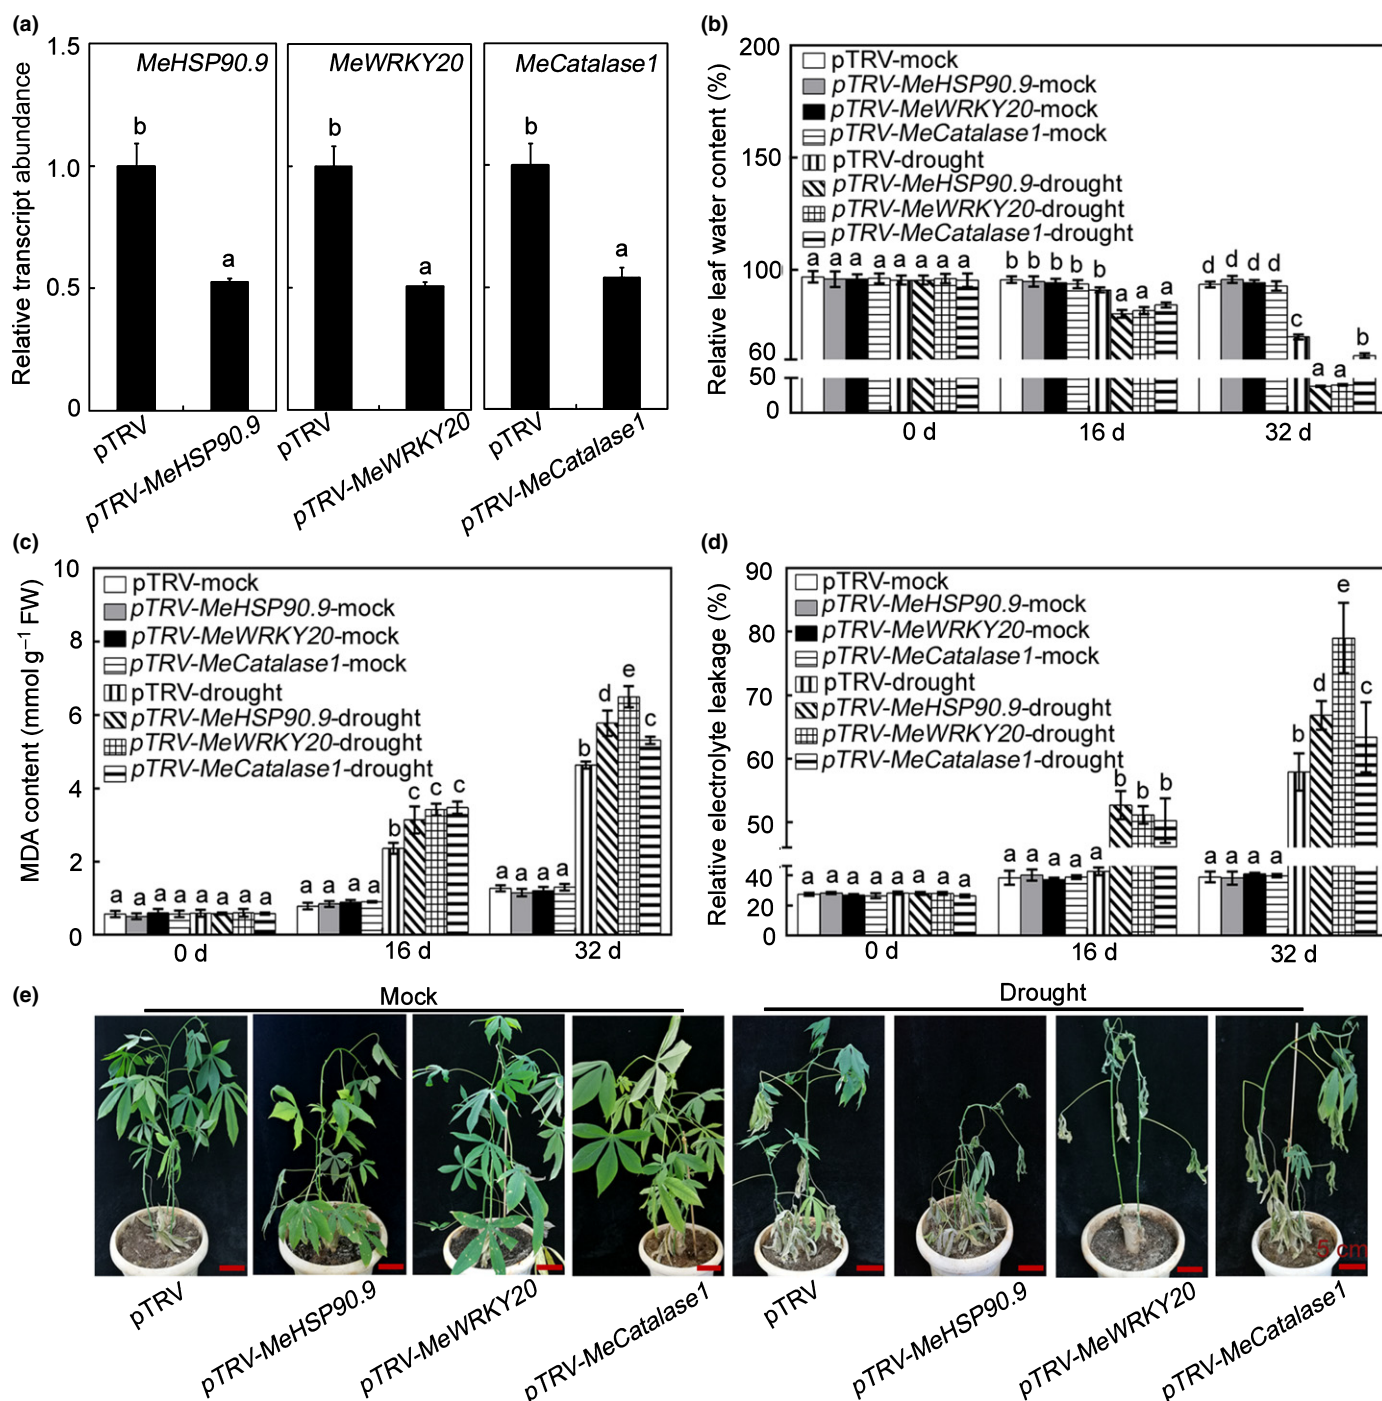 (a)
1.5
1.0
0.5
0
Relative transcript abundance
MeHSP90.9
MeWRKY20
MeCatalase1
b
a
b
a
b
a
pTRV
pTRV-MeHSP90.9
pTRV
pTRV-MeWRKY20
pTRV
pTRV-MeCatalase1
(b)
200
150
100
60
50
0
Relative leaf water content (%)
pTRV-mock
pTRV-MeHSP90.9-mock
pTRV-MeWRKY20-mock
pTRV-MeCatalase1-mock
pTRV-drought
pTRV-MeHSP90.9-drought
pTRV-MeWRKY20-drought
pTRV-MeCatalase1-drought
a a a a a a a a
b b b b b a a a
d d d d c a a b
0 d
16 d
32 d
(c)
10
8
6
4
2
0
MDA content (mmol g⁻¹ FW)
pTRV-mock
pTRV-MeHSP90.9-mock
pTRV-MeWRKY20-mock
pTRV-MeCatalase1-mock
pTRV-drought
pTRV-MeHSP90.9-drought
pTRV-MeWRKY20-drought
pTRV-MeCatalase1-drought
a a a a a a a a
a a a a b c c c
a a a a b d e c
0 d
16 d
32 d
(d)
90
80
70
60
50
40
20
0
Relative electrolyte leakage (%)
pTRV-mock
pTRV-MeHSP90.9-mock
pTRV-MeWRKY20-mock
pTRV-MeCatalase1-mock
pTRV-drought
pTRV-MeHSP90.9-drought
pTRV-MeWRKY20-drought
pTRV-MeCatalase1-drought
a a a a a a a a
a a a a a b b b
a a a a b d e c
0 d
16 d
32 d
(e)
Mock
Drought
5 cm
pTRV
pTRV-MeHSP90.9
pTRV-MeWRKY20
pTRV-MeCatalase1
pTRV
pTRV-MeHSP90.9
pTRV-MeWRKY20
pTRV-MeCatalase1